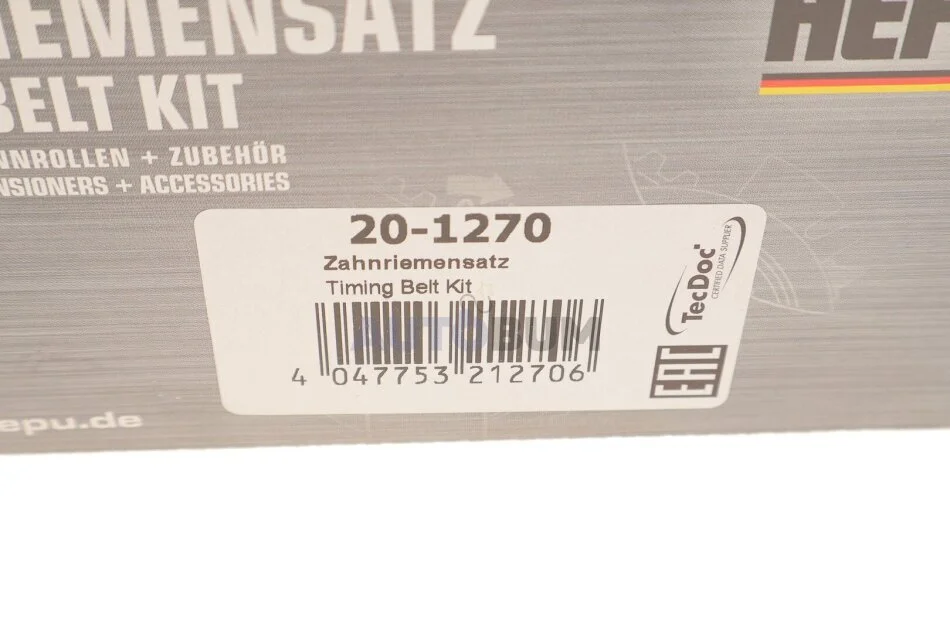 IEMENSATZ
BELT KIT
NNROLLEN + ZUBEHÖR
NSIONERS + ACCESSORIES
HEP
20-1270
Zahnriemensatz
Timing Belt Kit
AUTOBUM
4 047753 212706
TecDoc
CERTIFIED DATA SUPPLIER
EAC
epu.de